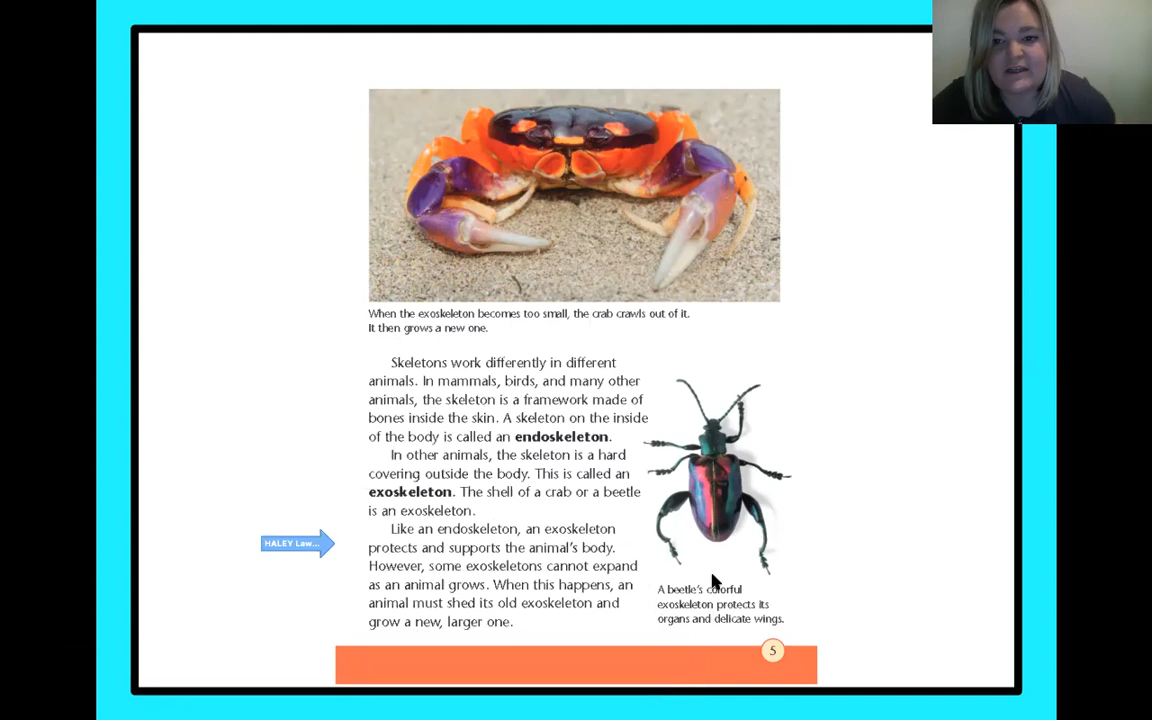 When the exoskeleton becomes too small, the crab crawls out of it.
It then grows a new one.
Skeletons work differently in different
animals. In mammals, birds, and many other
animals, the skeleton is a framework made of
bones inside the skin. A skeleton on the inside
of the body is called an endoskeleton.
In other animals, the skeleton is a hard
covering outside the body. This is called an
exoskeleton. The shell of a crab or a beetle
is an exoskeleton.
HALEY Law...
Like an endoskeleton, an exoskeleton
protects and supports the animal's body.
However, some exoskeletons cannot expand
as an animal grows. When this happens, an
animal must shed its old exoskeleton and
grow a new, larger one.
A beetle's colorful
exoskeleton protects its
organs and delicate wings.
5